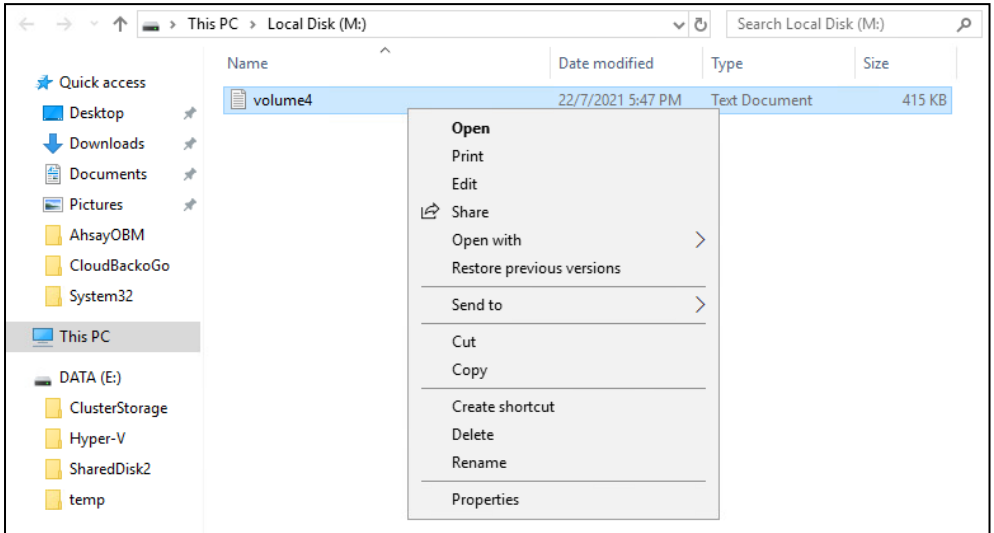 This PC > Local Disk (M:)
Search Local Disk (M:)
Name
Date modified
Type
Size
Quick access
Desktop
Downloads
Documents
Pictures
AhsayOBM
CloudBackoGo
System32
This PC
DATA (E:)
ClusterStorage
Hyper-V
SharedDisk2
temp
volume4 22/7/2021 5:47 PM Text Document 415 KB
Open
Print
Edit
Share
Open with
Restore previous versions
Send to
Cut
Copy
Create shortcut
Delete
Rename
Properties